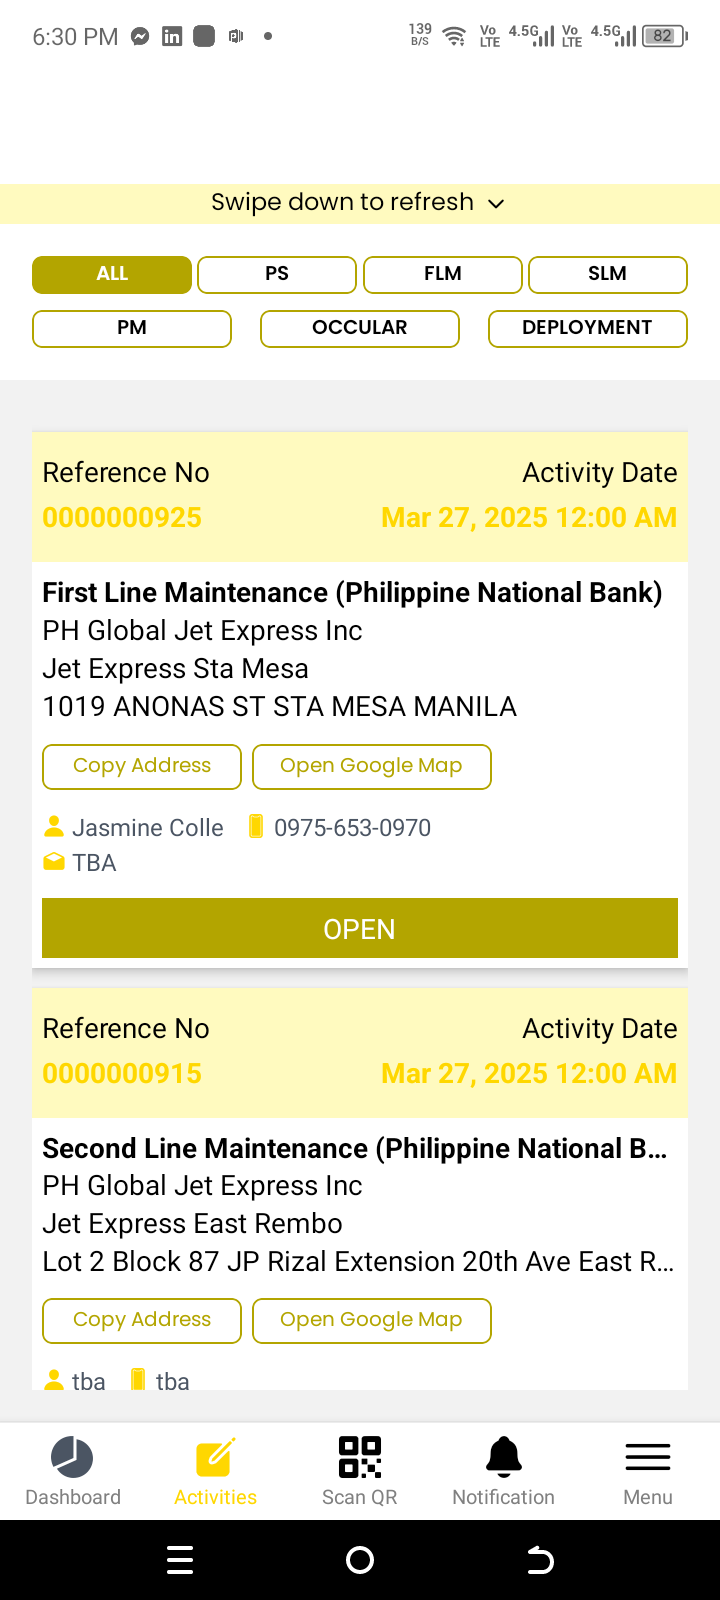 6:30 PM
139 B/S Vo LTE 4.5G Vo LTE 4.5G 82
Swipe down to refresh
ALL PS FLM SLM
PM OCCULAR DEPLOYMENT
Reference No Activity Date
0000000925 Mar 27, 2025 12:00 AM
First Line Maintenance (Philippine National Bank)
PH Global Jet Express Inc
Jet Express Sta Mesa
1019 ANONAS ST STA MESA MANILA
Copy Address Open Google Map
Jasmine Colle 0975-653-0970
TBA
OPEN
Reference No Activity Date
0000000915 Mar 27, 2025 12:00 AM
Second Line Maintenance (Philippine National B...
PH Global Jet Express Inc
Jet Express East Rembo
Lot 2 Block 87 JP Rizal Extension 20th Ave East R...
Copy Address Open Google Map
tba tba
Dashboard Activities Scan QR Notification Menu